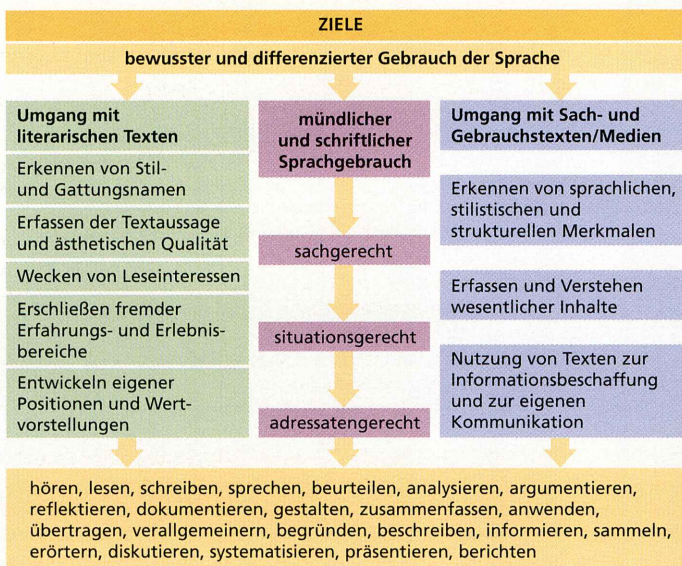 ZIELE
bewusster und differenzierter Gebrauch der Sprache
Umgang mit
literarischen Texten
Erkennen von Stil-
und Gattungsnamen
Erfassen der Textaussage
und ästhetischen Qualität
Wecken von Leseinteressen
Erschließen fremder
Erfahrungs- und Erlebnis-
bereiche
Entwickeln eigener
Positionen und Wert-
vorstellungen
mündlicher
und schriftlicher
Sprachgebrauch
sachgerecht
situationsgerecht
adressatengerecht
Umgang mit Sach- und
Gebrauchstexten/Medien
Erkennen von sprachlichen,
stilistischen und
strukturellen Merkmalen
Erfassen und Verstehen
wesentlicher Inhalte
Nutzung von Texten zur
Informationsbeschaffung
und zur eigenen
Kommunikation
hören, lesen, schreiben, sprechen, beurteilen, analysieren, argumentieren,
reflektieren, dokumentieren, gestalten, zusammenfassen, anwenden,
übertragen, verallgemeinern, begründen, beschreiben, informieren, sammeln,
erörtern, diskutieren, systematisieren, präsentieren, berichten